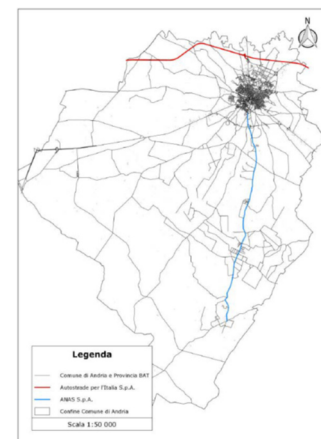 N
Legenda
Comune di Andria e Provincia BAT
Autostrade per l'Italia S.p.A.
ANAS S.p.A.
Confine Comune di Andria
Scala 1:50 000